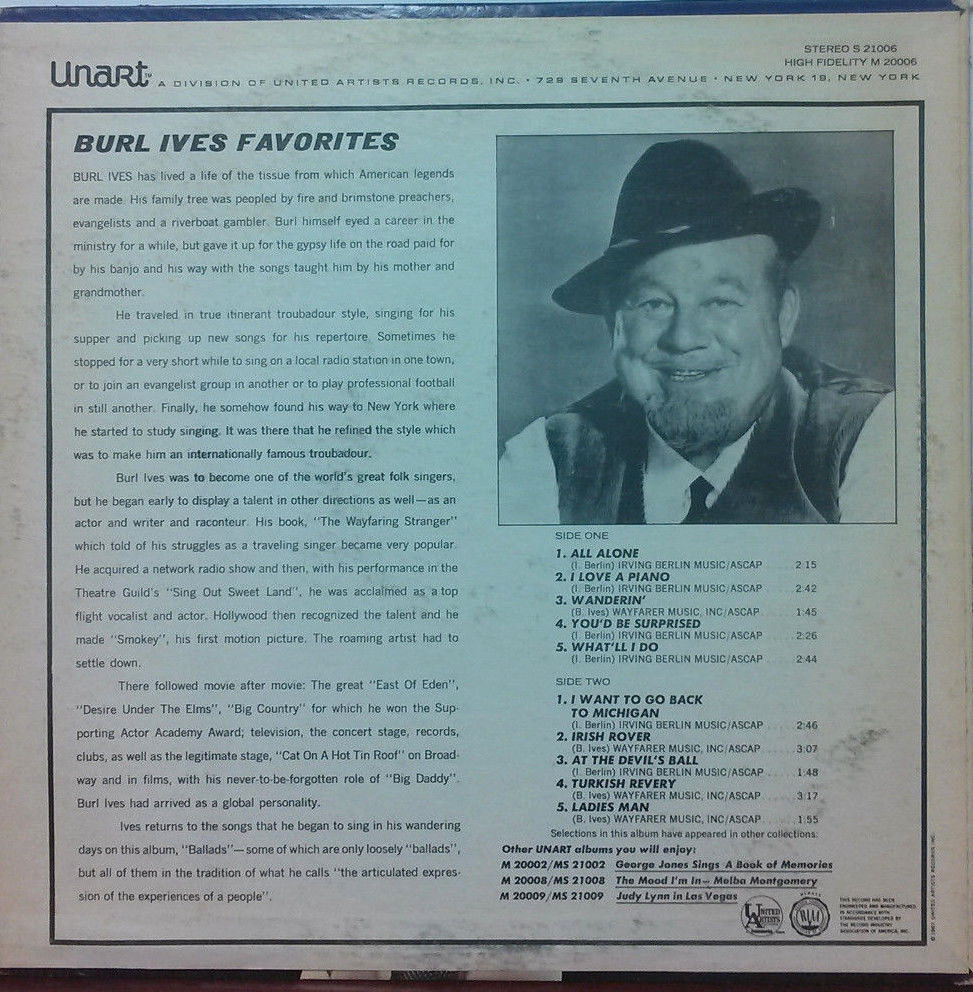 Unart™ A DIVISION OF UNITED ARTISTS RECORDS, INC. • 729 SEVENTH AVENUE • NEW YORK 19, NEW YORK
STEREO S 21006
HIGH FIDELITY M 20006
BURL IVES FAVORITES
BURL IVES has lived a life of the tissue from which American legends
are made. His family tree was peopled by fire and brimstone preachers,
evangelists and a riverboat gambler. Burl himself eyed a career in the
ministry for a while, but gave it up for the gypsy life on the road paid for
by his banjo and his way with the songs taught him by his mother and
grandmother.
He traveled in true itinerant troubadour style, singing for his
supper and picking up new songs for his repertoire. Sometimes he
stopped for a very short while to sing on a local radio station in one town,
or to join an evangelist group in another or to play professional football
in still another. Finally, he somehow found his way to New York where
he started to study singing. It was there that he refined the style which
was to make him an internationally famous troubadour.
Burl Ives was to become one of the world's great folk singers,
but he began early to display a talent in other directions as well—as an
actor and writer and raconteur. His book, "The Wayfaring Stranger"
which told of his struggles as a traveling singer became very popular.
He acquired a network radio show and then, with his performance in the
Theatre Guild's "Sing Out Sweet Land", he was acclaimed as a top
flight vocalist and actor. Hollywood then recognized the talent and he
made "Smokey", his first motion picture. The roaming artist had to
settle down.
There followed movie after movie: The great "East Of Eden",
"Desire Under The Elms", "Big Country" for which he won the Sup-
porting Actor Academy Award; television, the concert stage, records,
clubs, as well as the legitimate stage, "Cat On A Hot Tin Roof" on Broad-
way and in films, with his never-to-be-forgotten role of "Big Daddy".
Burl Ives had arrived as a global personality.
Ives returns to the songs that he began to sing in his wandering
days on this album, "Ballads"—some of which are only loosely "ballads",
but all of them in the tradition of what he calls "the articulated expres-
sion of the experiences of a people".
SIDE ONE
1. ALL ALONE
(I. Berlin) IRVING BERLIN MUSIC/ASCAP ..... 2:15
2. I LOVE A PIANO
(I. Berlin) IRVING BERLIN MUSIC/ASCAP ..... 2:42
3. WANDERIN'
(B. Ives) WAYFARER MUSIC, INC/ASCAP ..... 1:45
4. YOU'D BE SURPRISED
(I. Berlin) IRVING BERLIN MUSIC/ASCAP ..... 2:26
5. WHAT'LL I DO
(I. Berlin) IRVING BERLIN MUSIC/ASCAP ..... 2:44
SIDE TWO
1. I WANT TO GO BACK
TO MICHIGAN
(I. Berlin) IRVING BERLIN MUSIC/ASCAP ..... 2:46
2. IRISH ROVER
(B. Ives) WAYFARER MUSIC, INC/ASCAP ..... 3:07
3. AT THE DEVIL'S BALL
(I. Berlin) IRVING BERLIN MUSIC/ASCAP ..... 1:48
4. TURKISH REVERY
(B. Ives) WAYFARER MUSIC, INC/ASCAP ..... 3:17
5. LADIES MAN
(B. Ives) WAYFARER MUSIC, INC/ASCAP ..... 1:55
Selections in this album have appeared in other collections.
Other UNART albums you will enjoy:
M 20002/MS 21002 George Jones Sings A Book of Memories
M 20008/MS 21008 The Mood I'm In— Melba Montgomery
M 20009/MS 21009 Judy Lynn in Las Vegas
UNITED
ARTISTS
THIS RECORD HAS BEEN
ENGINEERED AND MANUFACTURED
IN ACCORDANCE WITH
STANDARDS DEVELOPED BY
THE RECORD INDUSTRY
ASSOCIATION OF AMERICA, INC.
UNITED ARTISTS RECORDS INC.